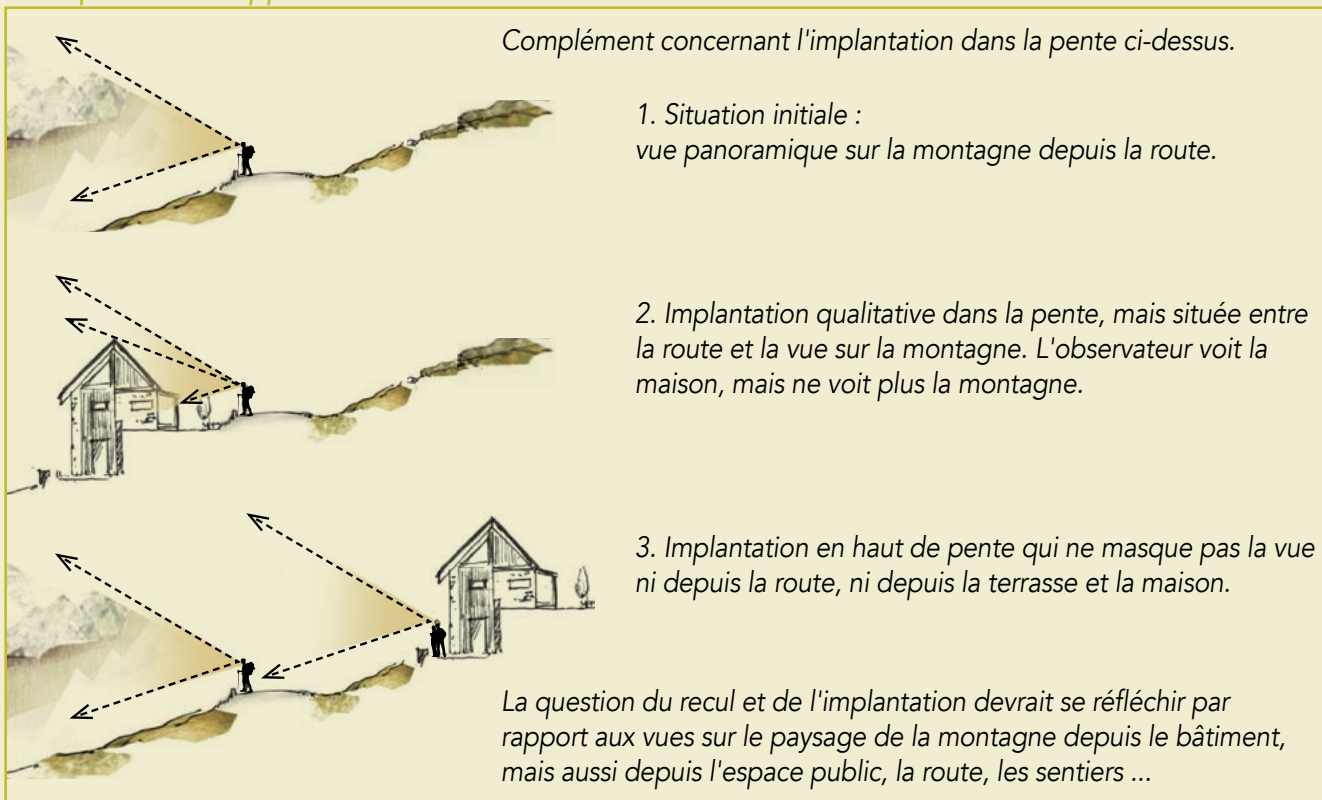 Complément concernant l'implantation dans la pente ci-dessus.
1. Situation initiale :
vue panoramique sur la montagne depuis la route.
2. Implantation qualitative dans la pente, mais située entre
la route et la vue sur la montagne. L'observateur voit la
maison, mais ne voit plus la montagne.
3. Implantation en haut de pente qui ne masque pas la vue
ni depuis la route, ni depuis la terrasse et la maison.
La question du recul et de l'implantation devrait se réfléchir par
rapport aux vues sur le paysage de la montagne depuis le bâtiment,
mais aussi depuis l'espace public, la route, les sentiers ...